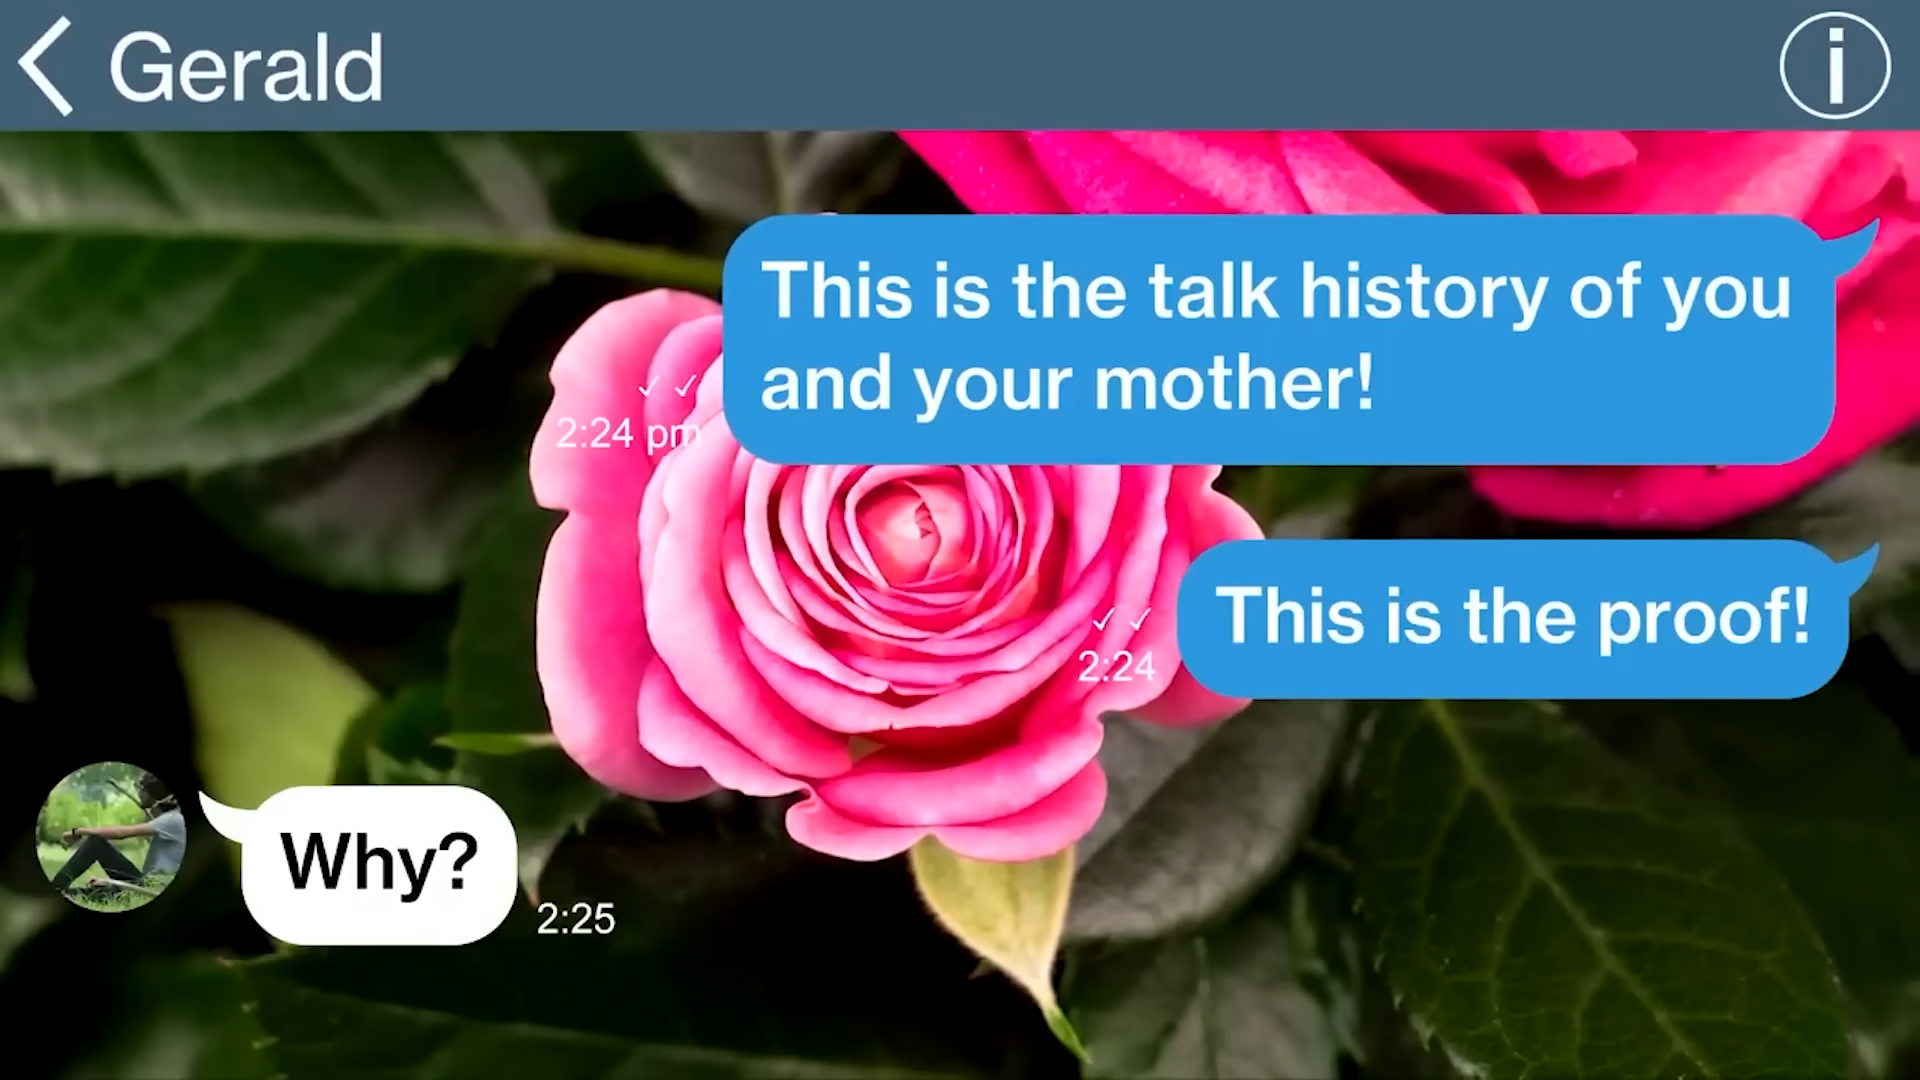 Gerald
This is the talk history of you
and your mother!
✓ ✓
2:24 pm
This is the proof!
✓ ✓
2:24
Why?
2:25